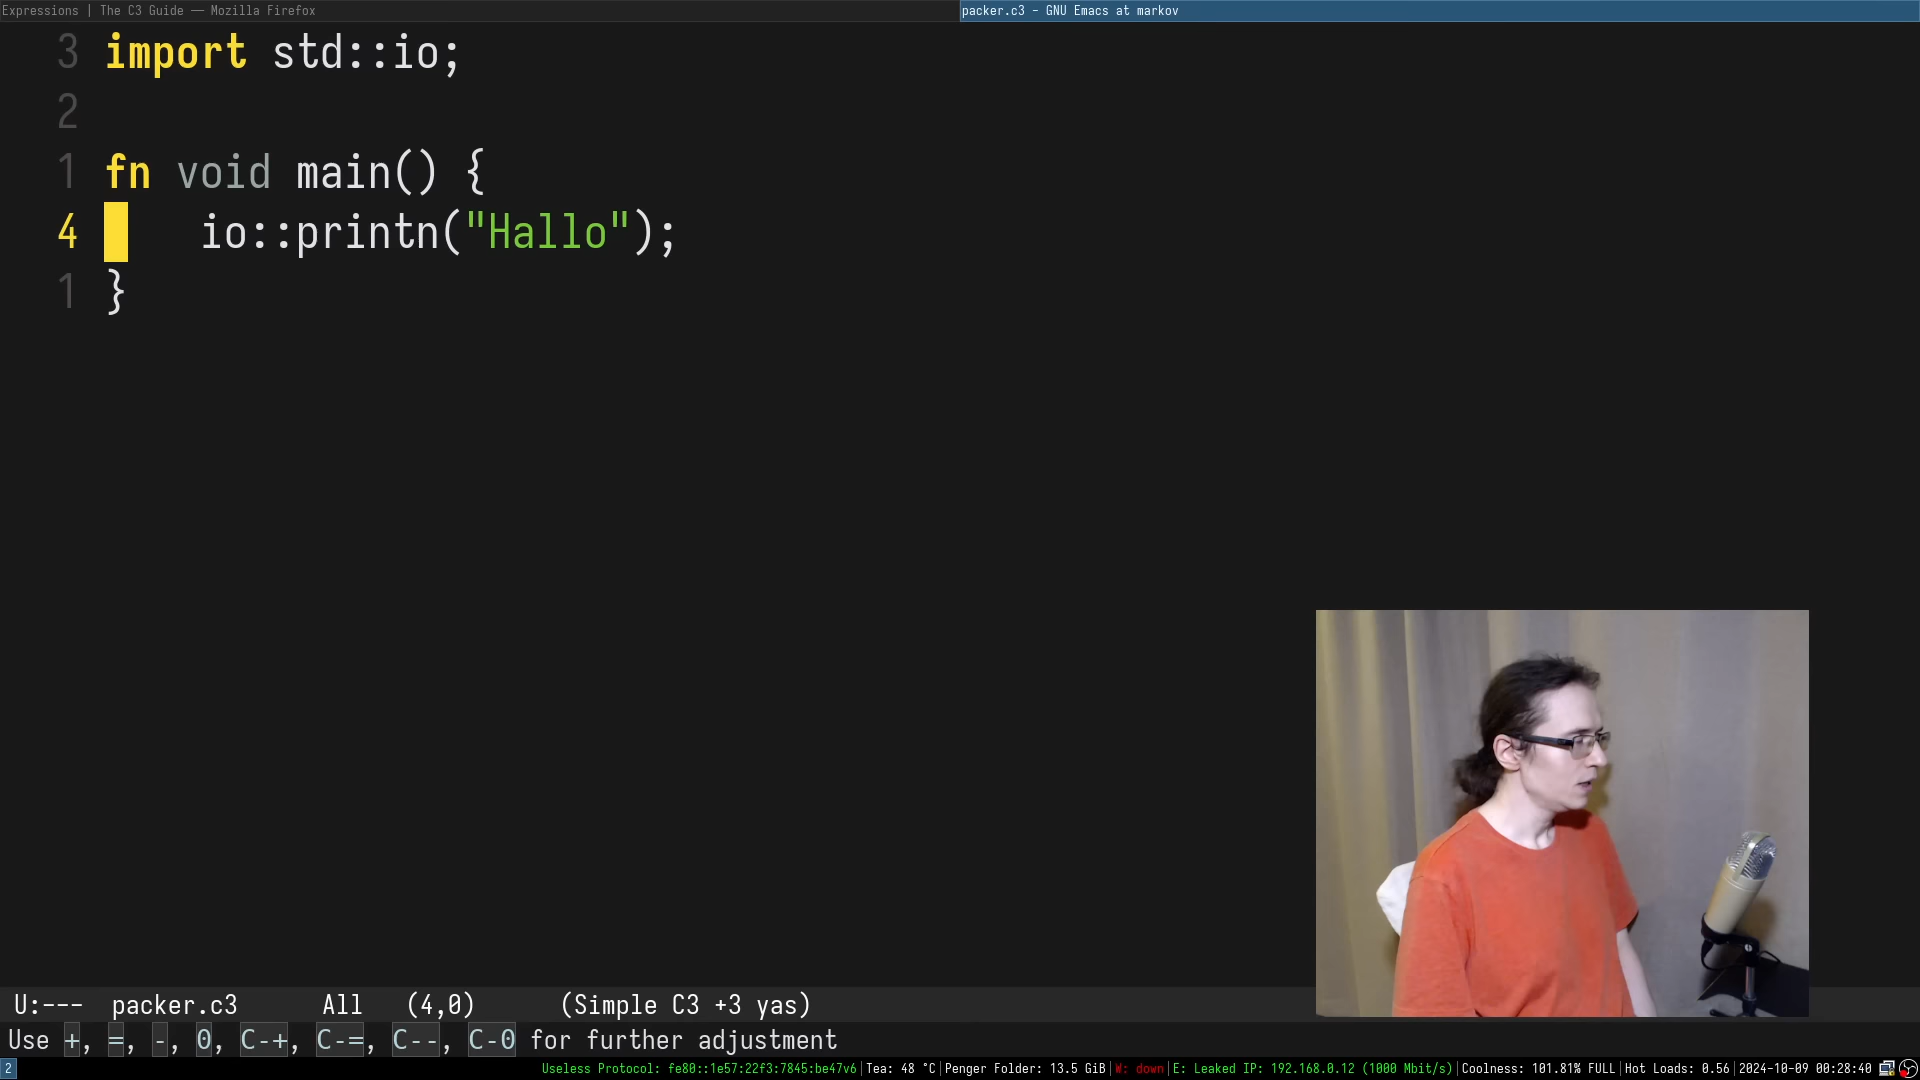 Expressions | The C3 Guide — Mozilla Firefox
packer.c3 - GNU Emacs at markov
3 import std::io;
2
1 fn void main() {
4     io::printn("Hallo");
1 }
U:---  packer.c3      All   (4,0)      (Simple C3 +3 yas)
Use +, =, -, 0, C-+, C-=, C--, C-0 for further adjustment
2
Useless Protocol: fe80::1e57:22f3:7845:be47v6|Tea: 48 °C|Penger Folder: 13.5 GiB|W: down|E: Leaked IP: 192.168.0.12 (1000 Mbit/s)|Coolness: 101.81% FULL|Hot Loads: 0.56|2024-10-09 00:28:40